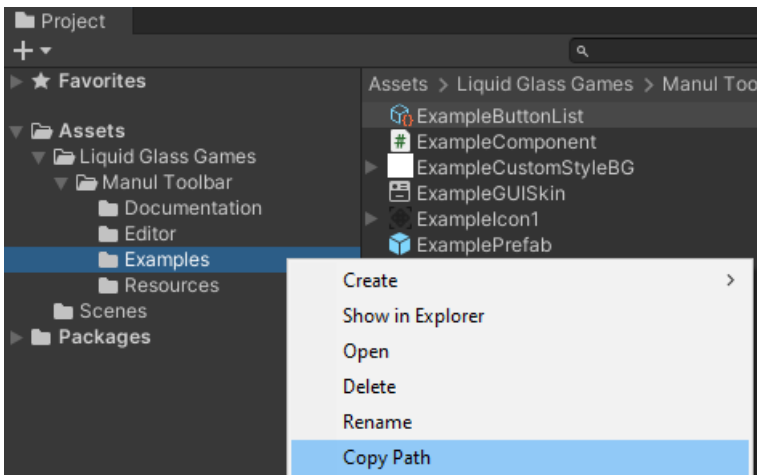 Project
Favorites
Assets > Liquid Glass Games > Manul Too
Assets
Liquid Glass Games
Manul Toolbar
Documentation
Editor
Examples
Resources
Scenes
Packages
ExampleButtonList
#
ExampleComponent
ExampleCustomStyleBG
ExampleGUISkin
ExampleIcon1
ExamplePrefab
Create
Show in Explorer
Open
Delete
Rename
Copy Path